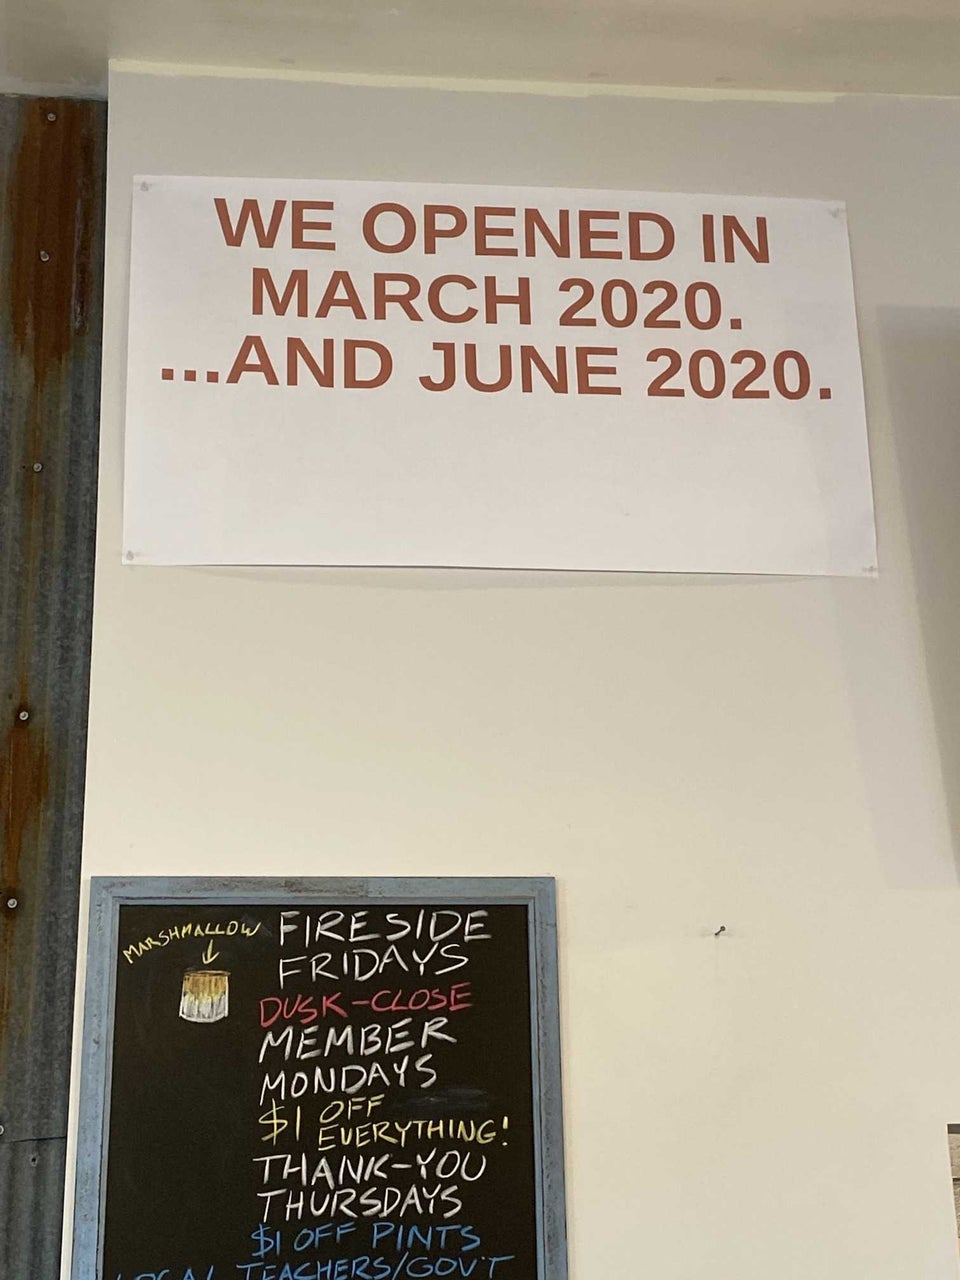 WE OPENED IN
MARCH 2020.
...AND JUNE 2020.
MARSHMALLOW
FIRESIDE
FRIDAYS
DUSK-CLOSE
MEMBER
MONDAYS
$1 OFF
EVERYTHING!
THANK-YOU
THURSDAYS
$1 OFF PINTS
LOCAL TEACHERS/GOV'T